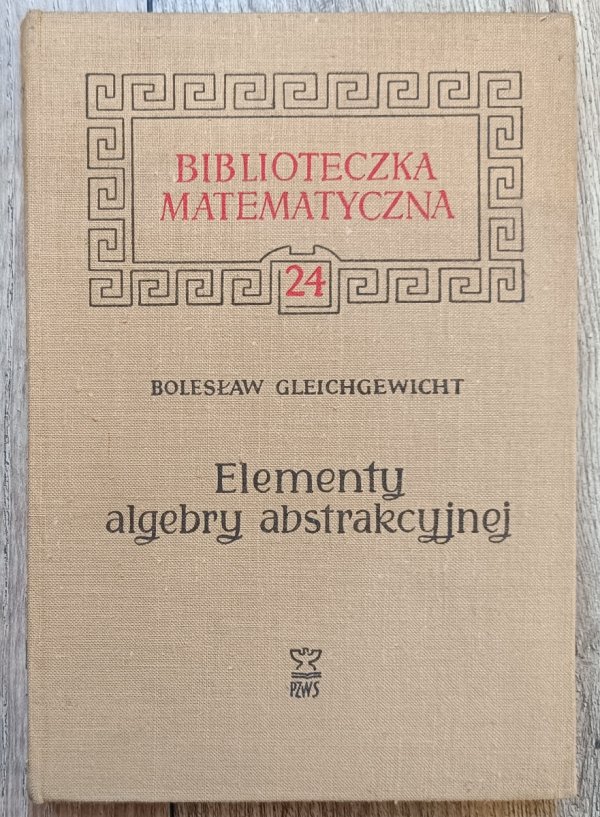 BIBLIOTECZKA
MATEMATYCZNA
24
BOLESŁAW GLEICHGEWICHT
Elementy
algebry abstrakcyjnej
PZWS